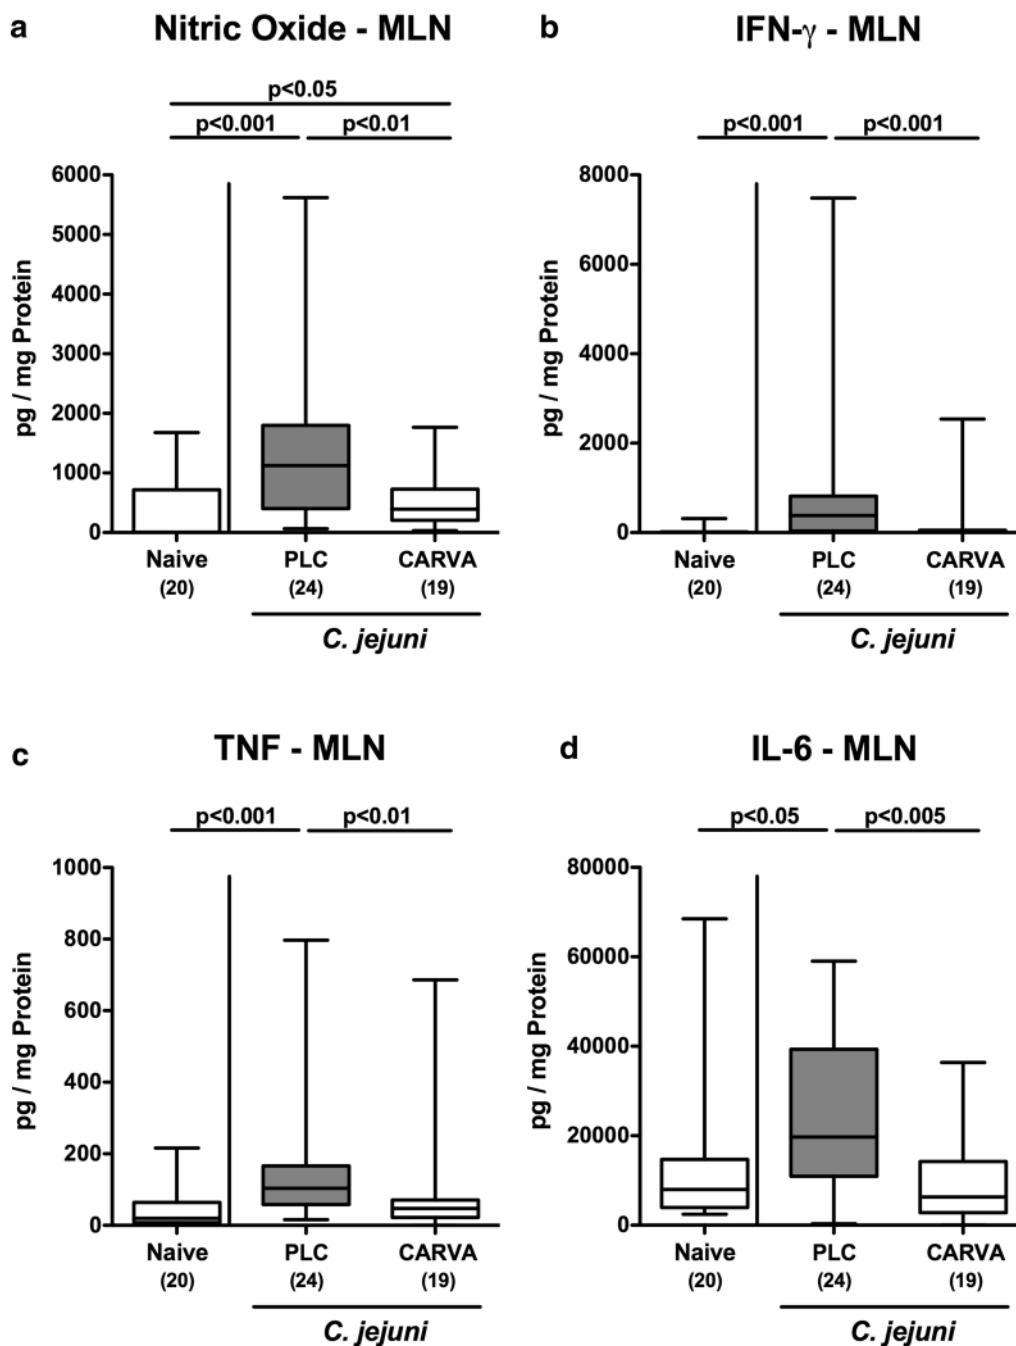 a
Nitric Oxide - MLN
p<0.05
p<0.001
p<0.01
pg / mg Protein
6000
5000
4000
3000
2000
1000
0
Naive
(20)
PLC
(24)
CARVA
(19)
C. jejuni
b
IFN-γ - MLN
p<0.001
p<0.001
pg / mg Protein
8000
6000
4000
2000
0
Naive
(20)
PLC
(24)
CARVA
(19)
C. jejuni
c
TNF - MLN
p<0.001
p<0.01
pg / mg Protein
1000
800
600
400
200
0
Naive
(20)
PLC
(24)
CARVA
(19)
C. jejuni
d
IL-6 - MLN
p<0.05
p<0.005
pg / mg Protein
80000
60000
40000
20000
0
Naive
(20)
PLC
(24)
CARVA
(19)
C. jejuni